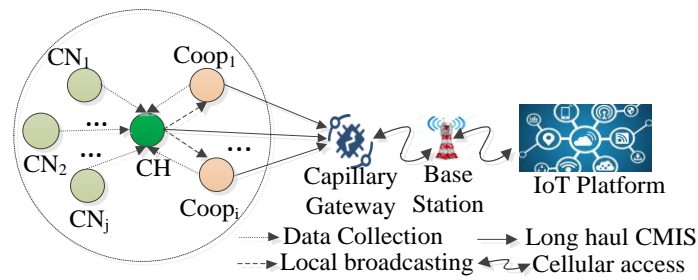 CN1
Coop1
...
CN2
...
CH
...
CNj
Coopi
Capillary
Gateway
Base
Station
IoT Platform
Data Collection
Long haul CMIS
Local broadcasting
Cellular access